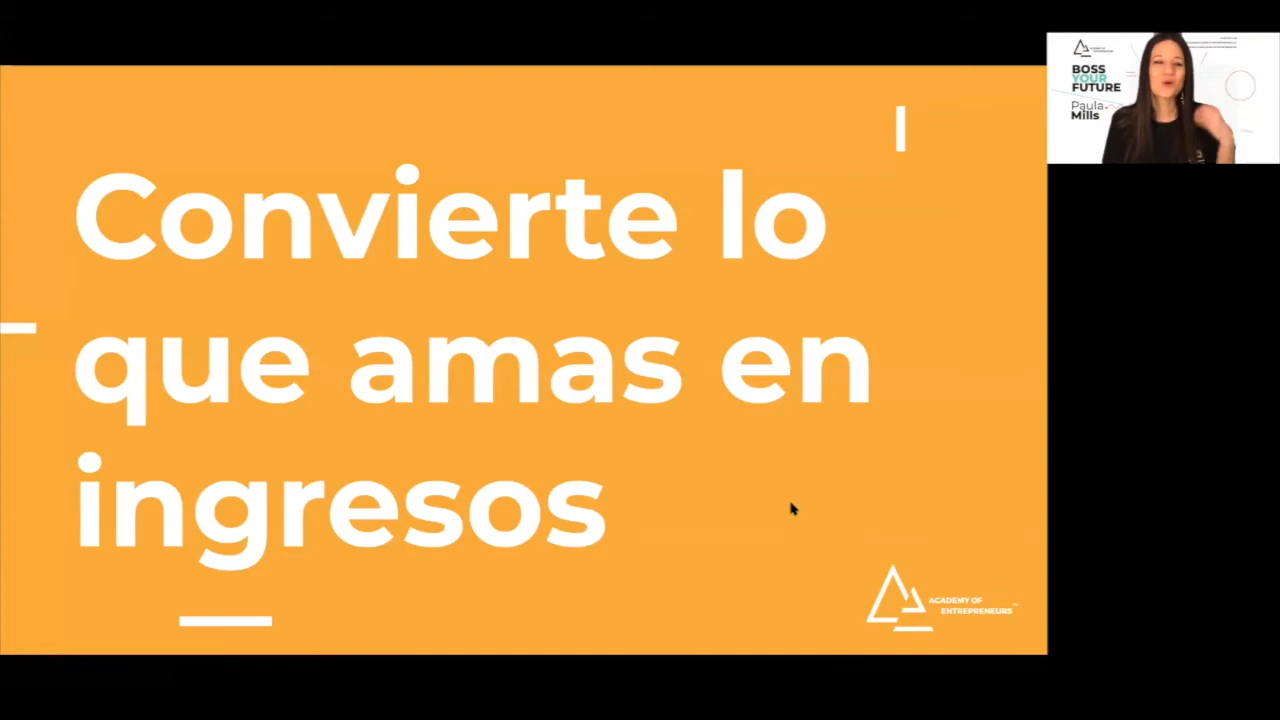 Convierte lo
que amas en
ingresos
ACADEMY OF
ENTREPRENEURS
BOSS
YOUR
FUTURE
Paula
Mills